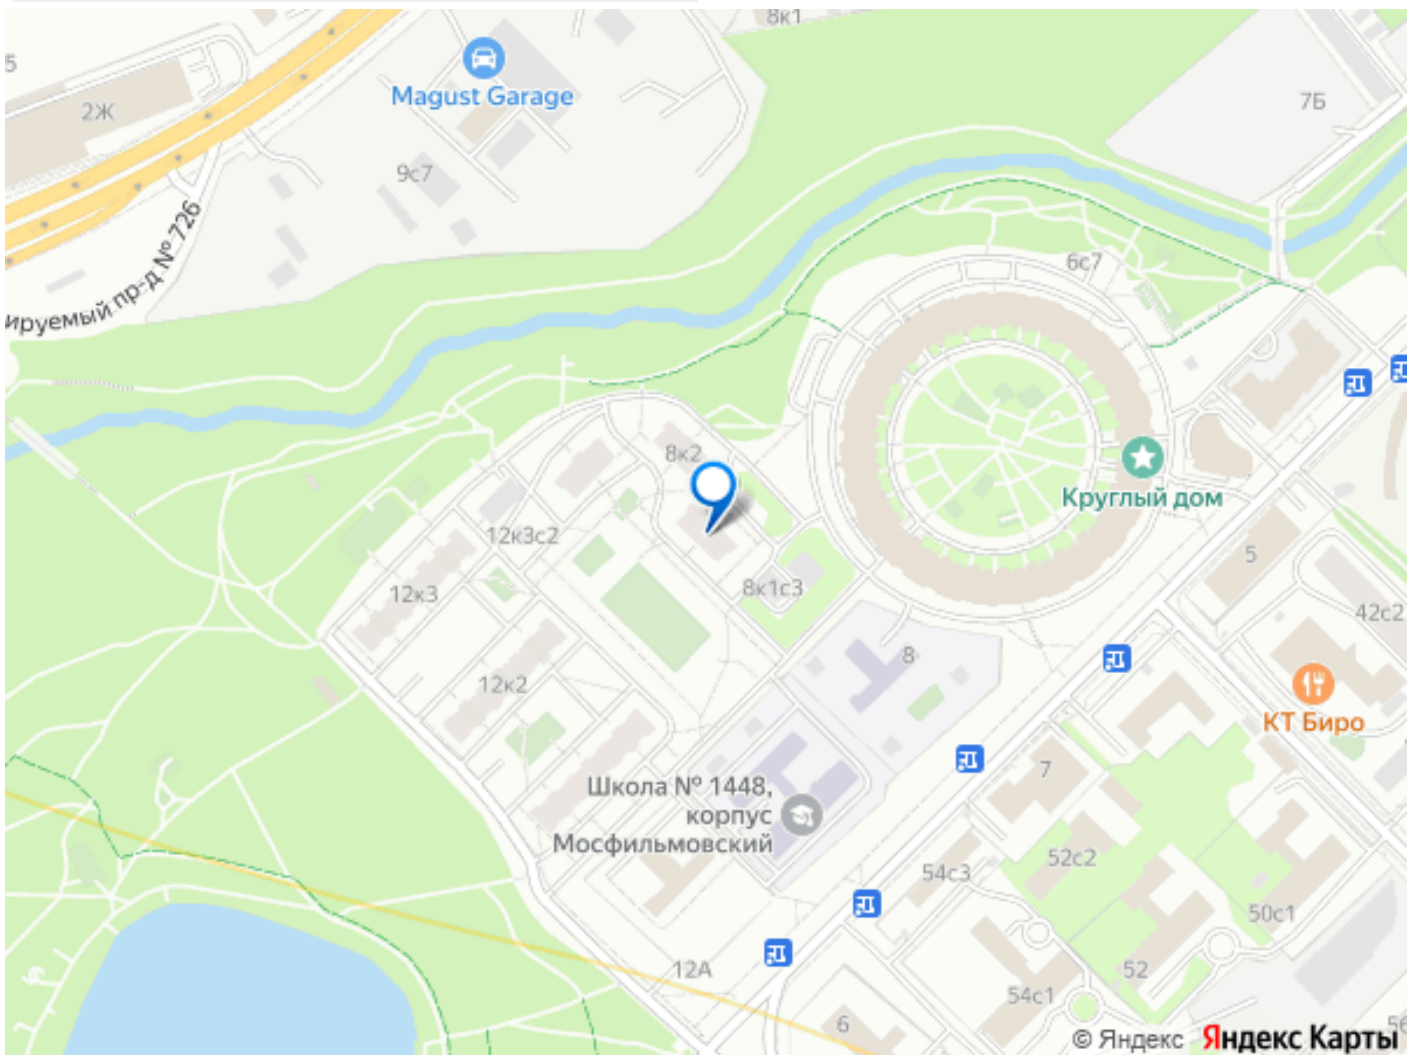 8к1
5
Magust Garage
2Ж
7Б
9с7
ируемый пр-д № 726
6с7
8к2
Круглый дом
12к3с2
5
12к3
8к1с3
42с2
8
12к2
КТ Биро
7
Школа № 1448,
корпус
Мосфильмовский
52с2
54с3
50с1
12А
52
54с1
6
56
© Яндекс Яндекс Карты